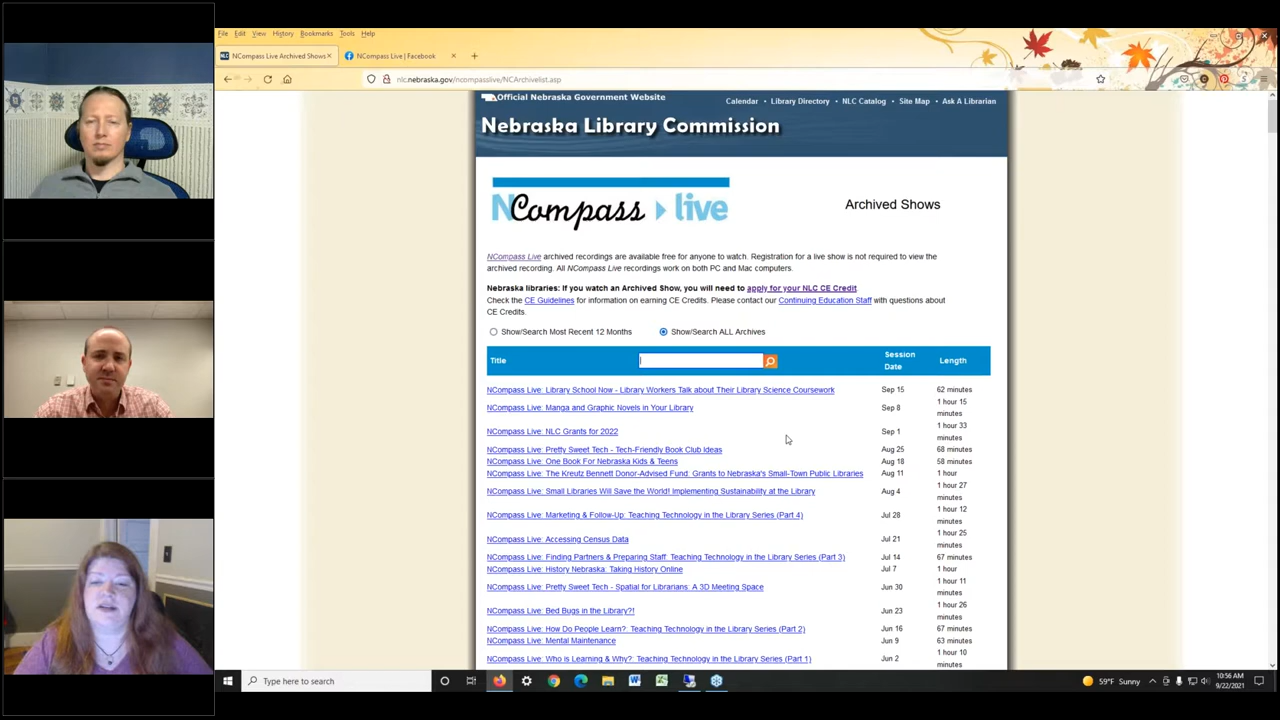 File Edit View History Bookmarks Tools Help
NCompass Live Archived Shows
NCompass Live | Facebook
nlc.nebraska.gov/ncompasslive/NCArchivelist.asp
Official Nebraska Government Website
Calendar • Library Directory • NLC Catalog • Site Map • Ask A Librarian
Nebraska Library Commission
NCompass live
Archived Shows
NCompass Live archived recordings are available free for anyone to watch. Registration for a live show is not required to view the
archived recording. All NCompass Live recordings work on both PC and Mac computers.
Nebraska libraries: If you watch an Archived Show, you will need to apply for your NLC CE Credit.
Check the CE Guidelines for information on earning CE Credits. Please contact our Continuing Education Staff with questions about
CE Credits.
Show/Search Most Recent 12 Months Show/Search ALL Archives
Title Session Date Length
NCompass Live: Library School Now - Library Workers Talk about Their Library Science Coursework Sep 15 62 minutes
NCompass Live: Manga and Graphic Novels in Your Library Sep 8 1 hour 15 minutes
NCompass Live: NLC Grants for 2022 Sep 1 1 hour 33 minutes
NCompass Live: Pretty Sweet Tech - Tech-Friendly Book Club Ideas Aug 25 68 minutes
NCompass Live: One Book For Nebraska Kids & Teens Aug 18 58 minutes
NCompass Live: The Kreutz Bennett Donor-Advised Fund: Grants to Nebraska's Small-Town Public Libraries Aug 11 1 hour
NCompass Live: Small Libraries Will Save the World! Implementing Sustainability at the Library Aug 4 1 hour 27 minutes
NCompass Live: Marketing & Follow-Up: Teaching Technology in the Library Series (Part 4) Jul 28 1 hour 12 minutes
NCompass Live: Accessing Census Data Jul 21 1 hour 25 minutes
NCompass Live: Finding Partners & Preparing Staff: Teaching Technology in the Library Series (Part 3) Jul 14 67 minutes
NCompass Live: History Nebraska: Taking History Online Jul 7 1 hour
NCompass Live: Pretty Sweet Tech - Spatial for Librarians: A 3D Meeting Space Jun 30 1 hour 11 minutes
NCompass Live: Bed Bugs in the Library?! Jun 23 1 hour 26 minutes
NCompass Live: How Do People Learn?: Teaching Technology in the Library Series (Part 2) Jun 16 67 minutes
NCompass Live: Mental Maintenance Jun 9 63 minutes
NCompass Live: Who is Learning & Why?: Teaching Technology in the Library Series (Part 1) Jun 2 1 hour 10 minutes
Type here to search
59°F Sunny
10:56 AM
9/22/2021